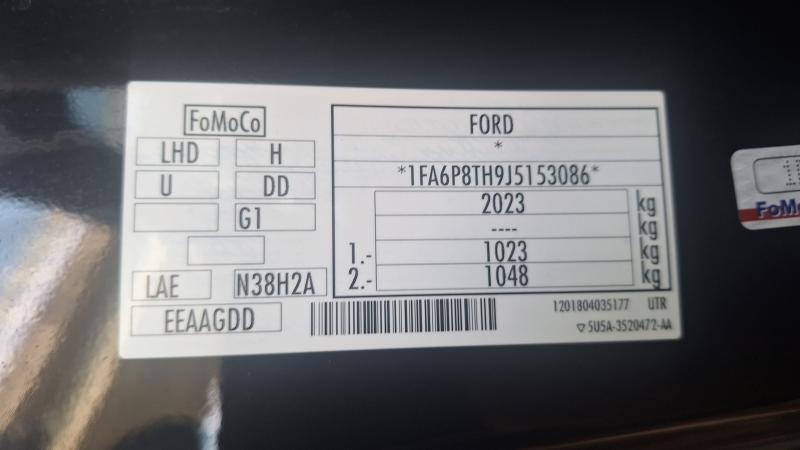 FoMoCo
LHD H
U DD
G1
LAE N38H2A
EEAAGDD
FORD
*
*1FA6P8TH9J5153086*
2023 kg
---- kg
1.- 1023 kg
2.- 1048 kg
1201804035177 UTR
5U5A-3520472-AA